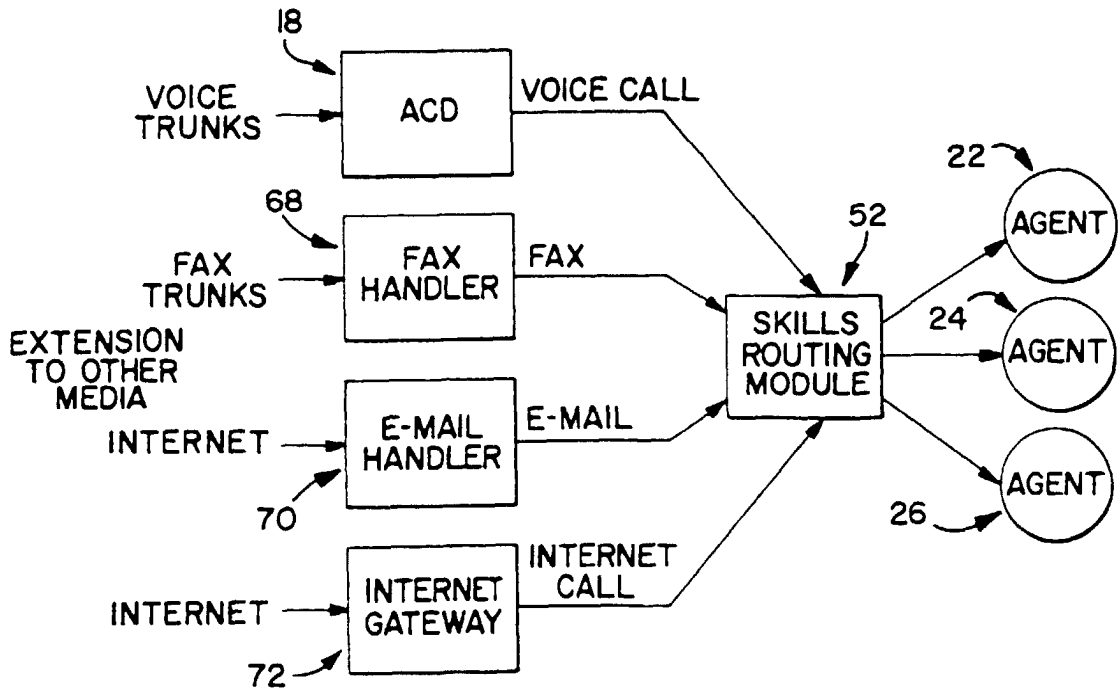 18
VOICE
TRUNKS
ACD
VOICE CALL
68
FAX
TRUNKS
FAX
HANDLER
FAX
EXTENSION
TO OTHER
MEDIA
INTERNET
E-MAIL
HANDLER
E-MAIL
70
INTERNET
INTERNET
GATEWAY
INTERNET
CALL
72
52
SKILLS
ROUTING
MODULE
22
AGENT
24
AGENT
26
AGENT